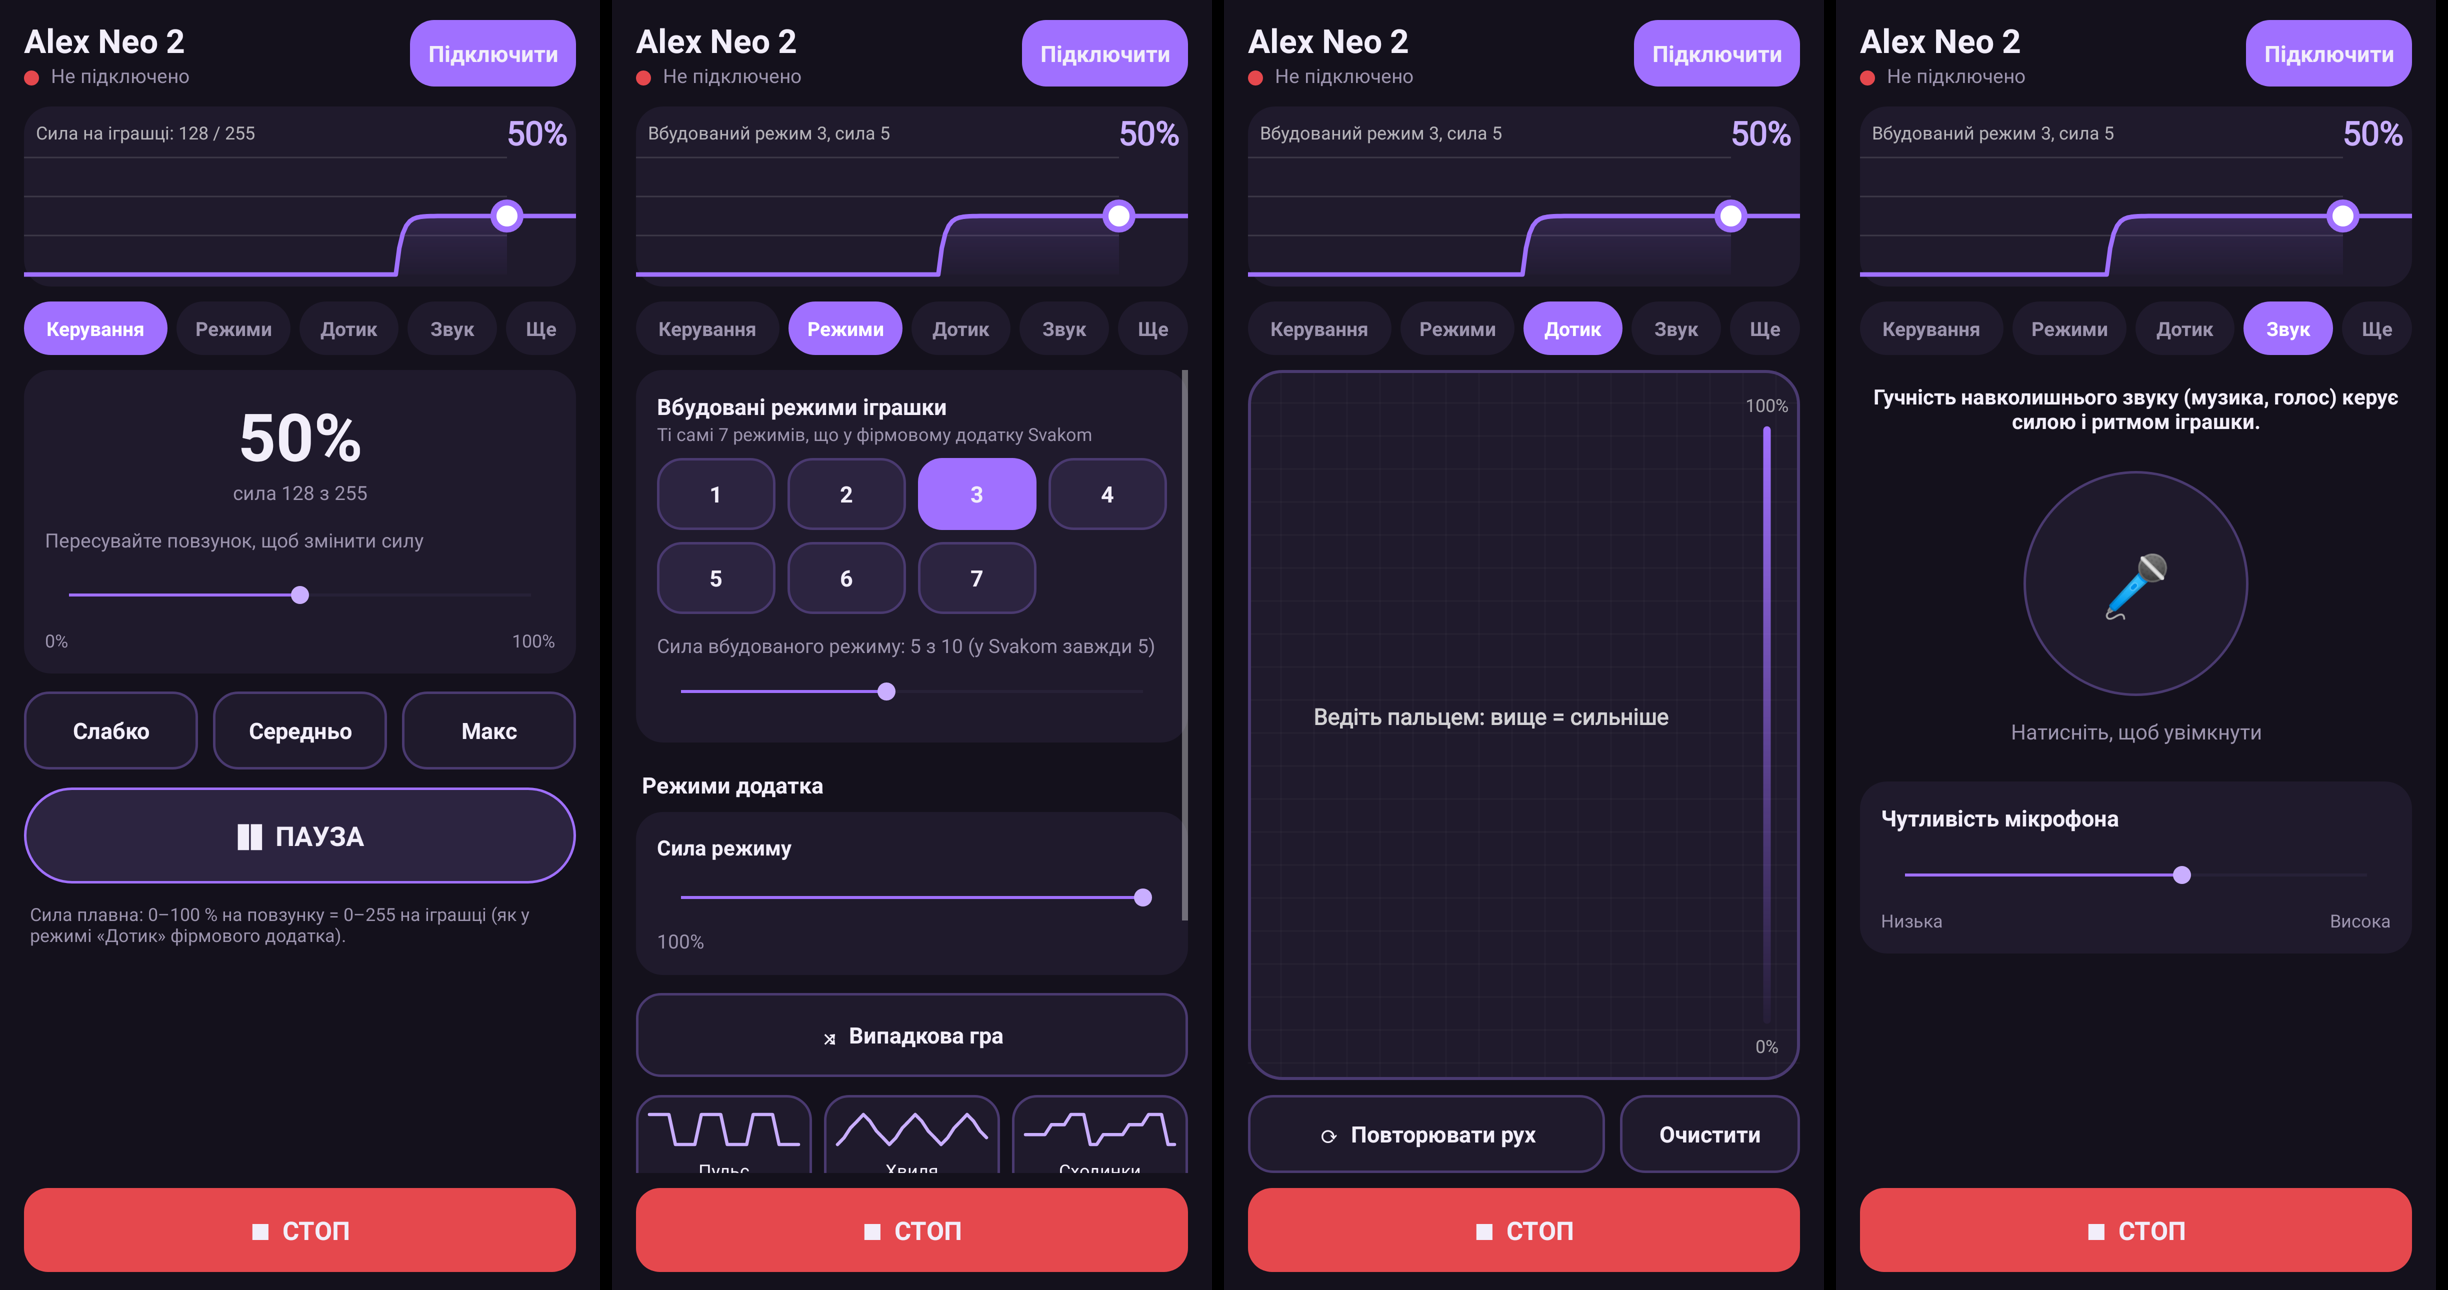 Alex Neo 2
Підключити
Не підключено
Сила на іграшці: 128 / 255
50%
Керування
Режими
Дотик
Звук
Ще
50%
сила 128 з 255
Пересувайте повзунок, щоб змінити силу
0%
100%
Слабко
Середньо
Макс
ПАУЗА
Сила плавна: 0–100 % на повзунку = 0–255 на іграшці (як у
режимі «Дотик» фірмового додатка).
СТОП
Alex Neo 2
Підключити
Не підключено
Вбудований режим 3, сила 5
50%
Керування
Режими
Дотик
Звук
Ще
Вбудовані режими іграшки
Ті самі 7 режимів, що у фірмовому додатку Svakom
1
2
3
4
5
6
7
Сила вбудованого режиму: 5 з 10 (у Svakom завжди 5)
Режими додатка
Сила режиму
100%
Випадкова гра
Пульс
Хвиля
Сходинки
СТОП
Alex Neo 2
Підключити
Не підключено
Вбудований режим 3, сила 5
50%
Керування
Режими
Дотик
Звук
Ще
100%
Ведіть пальцем: вище = сильніше
0%
Повторювати рух
Очистити
СТОП
Alex Neo 2
Підключити
Не підключено
Вбудований режим 3, сила 5
50%
Керування
Режими
Дотик
Звук
Ще
Гучність навколишнього звуку (музика, голос) керує
силою і ритмом іграшки.
Натисніть, щоб увімкнути
Чутливість мікрофона
Низька
Висока
СТОП